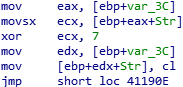 mov eax, [ebp+var_3C]
movsx ecx, [ebp+eax+Str]
xor ecx, 7
mov edx, [ebp+var_3C]
mov [ebp+edx+Str], cl
jmp short loc_41190E